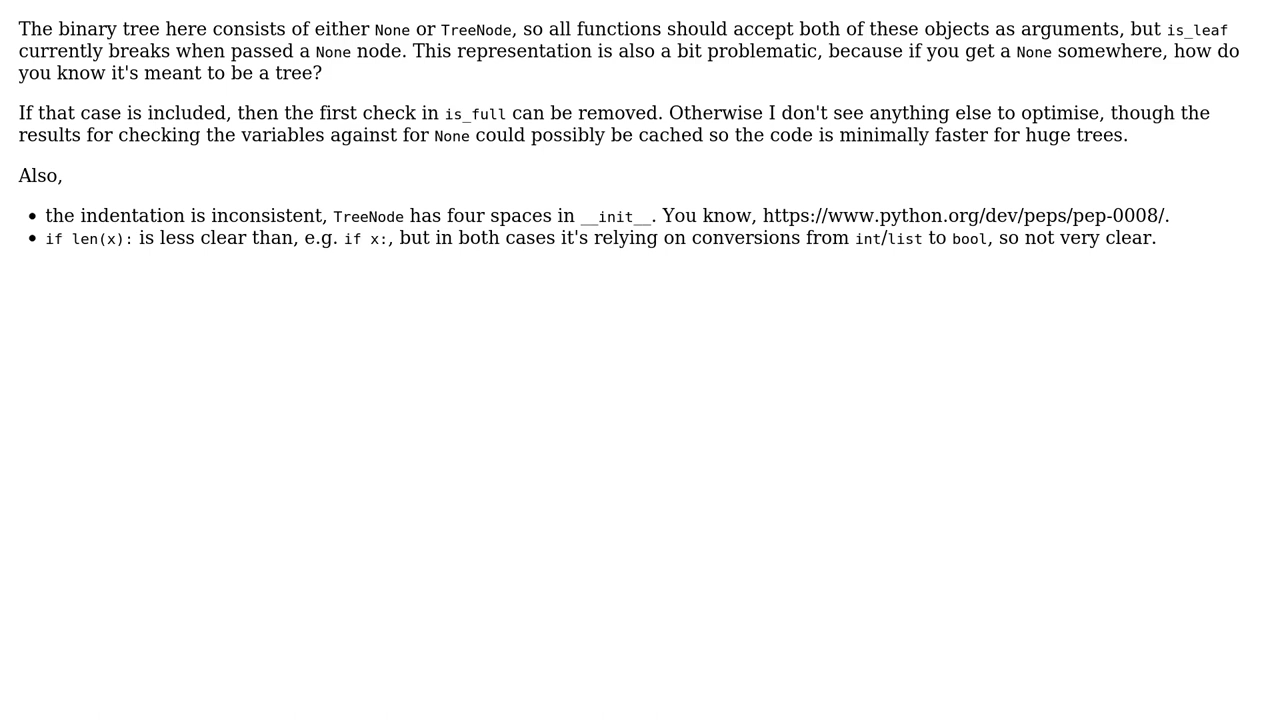 The binary tree here consists of either None or TreeNode, so all functions should accept both of these objects as arguments, but is_leaf
currently breaks when passed a None node. This representation is also a bit problematic, because if you get a None somewhere, how do
you know it's meant to be a tree?
If that case is included, then the first check in is_full can be removed. Otherwise I don't see anything else to optimise, though the
results for checking the variables against for None could possibly be cached so the code is minimally faster for huge trees.
Also,
• the indentation is inconsistent, TreeNode has four spaces in __init__. You know, https://www.python.org/dev/peps/pep-0008/.
• if len(x): is less clear than, e.g. if x:, but in both cases it's relying on conversions from int/list to bool, so not very clear.